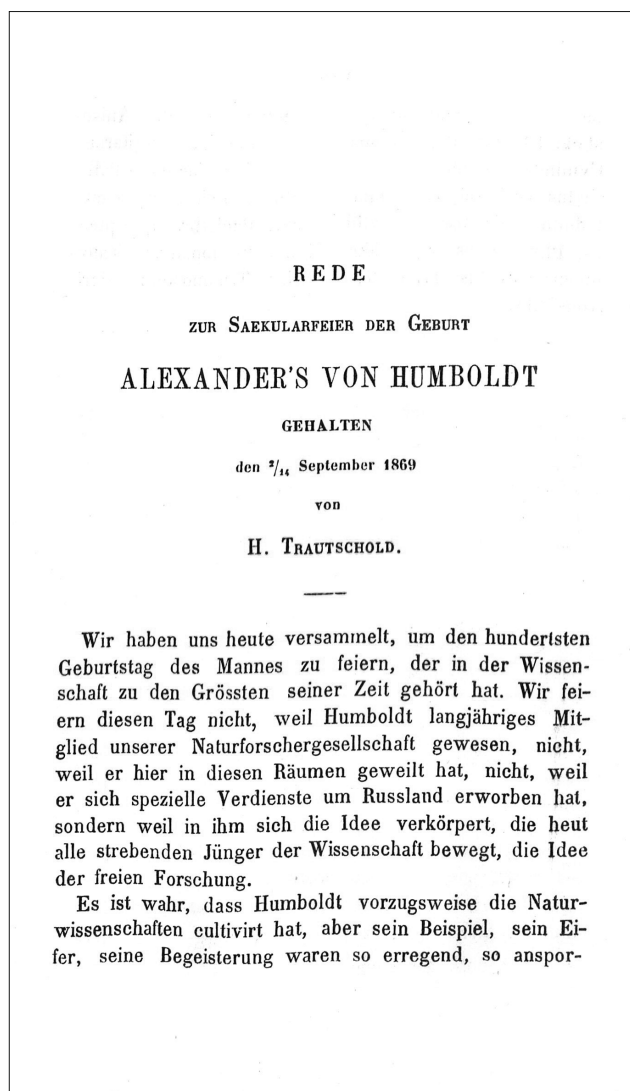 REDE
ZUR SAEKULARFEIER DER GEBURT
ALEXANDER'S VON HUMBOLDT
GEHALTEN
den ²/₁₄ September 1869
von
H. TRAUTSCHOLD.
Wir haben uns heute versammelt, um den hundertsten
Geburtstag des Mannes zu feiern, der in der Wissen-
schaft zu den Grössten seiner Zeit gehört hat. Wir fei-
ern diesen Tag nicht, weil Humboldt langjähriges Mit-
glied unserer Naturforschergesellschaft gewesen, nicht,
weil er hier in diesen Räumen geweilt hat, nicht, weil
er sich spezielle Verdienste um Russland erworben hat,
sondern weil in ihm sich die Idee verkörpert, die heut
alle strebenden Jünger der Wissenschaft bewegt, die Idee
der freien Forschung.
Es ist wahr, dass Humboldt vorzugsweise die Natur-
wissenschaften cultivirt hat, aber sein Beispiel, sein Ei-
fer, seine Begeisterung waren so erregend, so anspor-